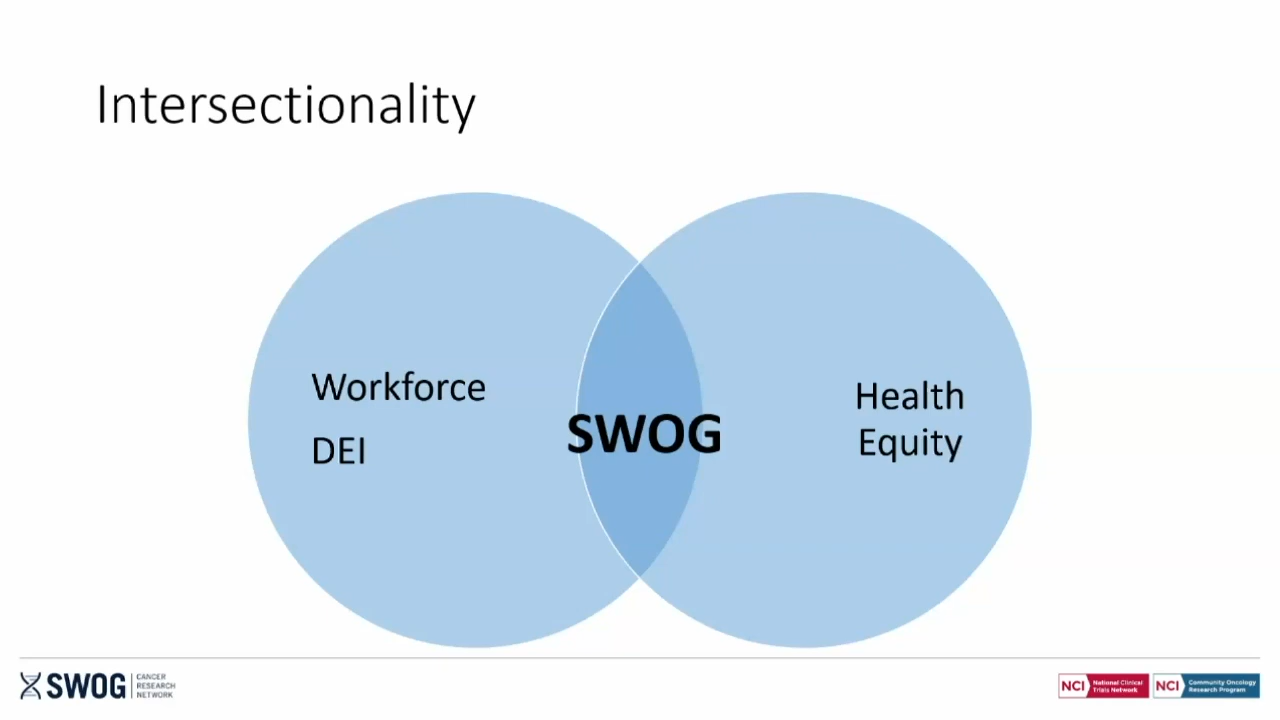 Intersectionality
Workforce
DEI
SWOG
Health
Equity
SWOG
CANCER
RESEARCH
NETWORK
NCI
National Clinical
Trials Network
NCI
Community Oncology
Research Program